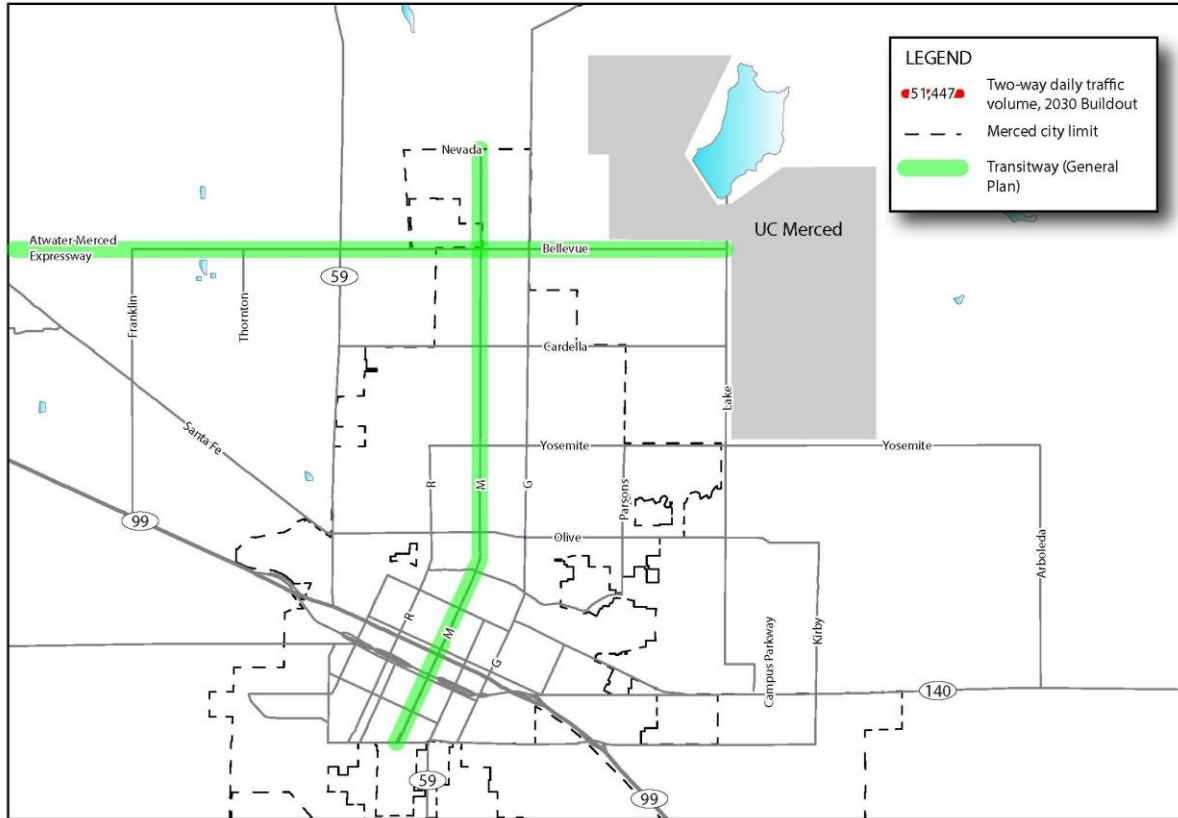 LEGEND
51,447
Two-way daily traffic
volume, 2030 Buildout
Merced city limit
Transitway (General
Plan)
Nevada
UC Merced
Atwater-Merced
Expressway
Bellevue
59
Franklin
Thornton
Cardella
Lake
Santa Fe
Yosemite
Yosemite
R
M
G
Parsons
99
Olive
Arboleda
R
M
G
Campus Parkway
Kirby
140
59
99